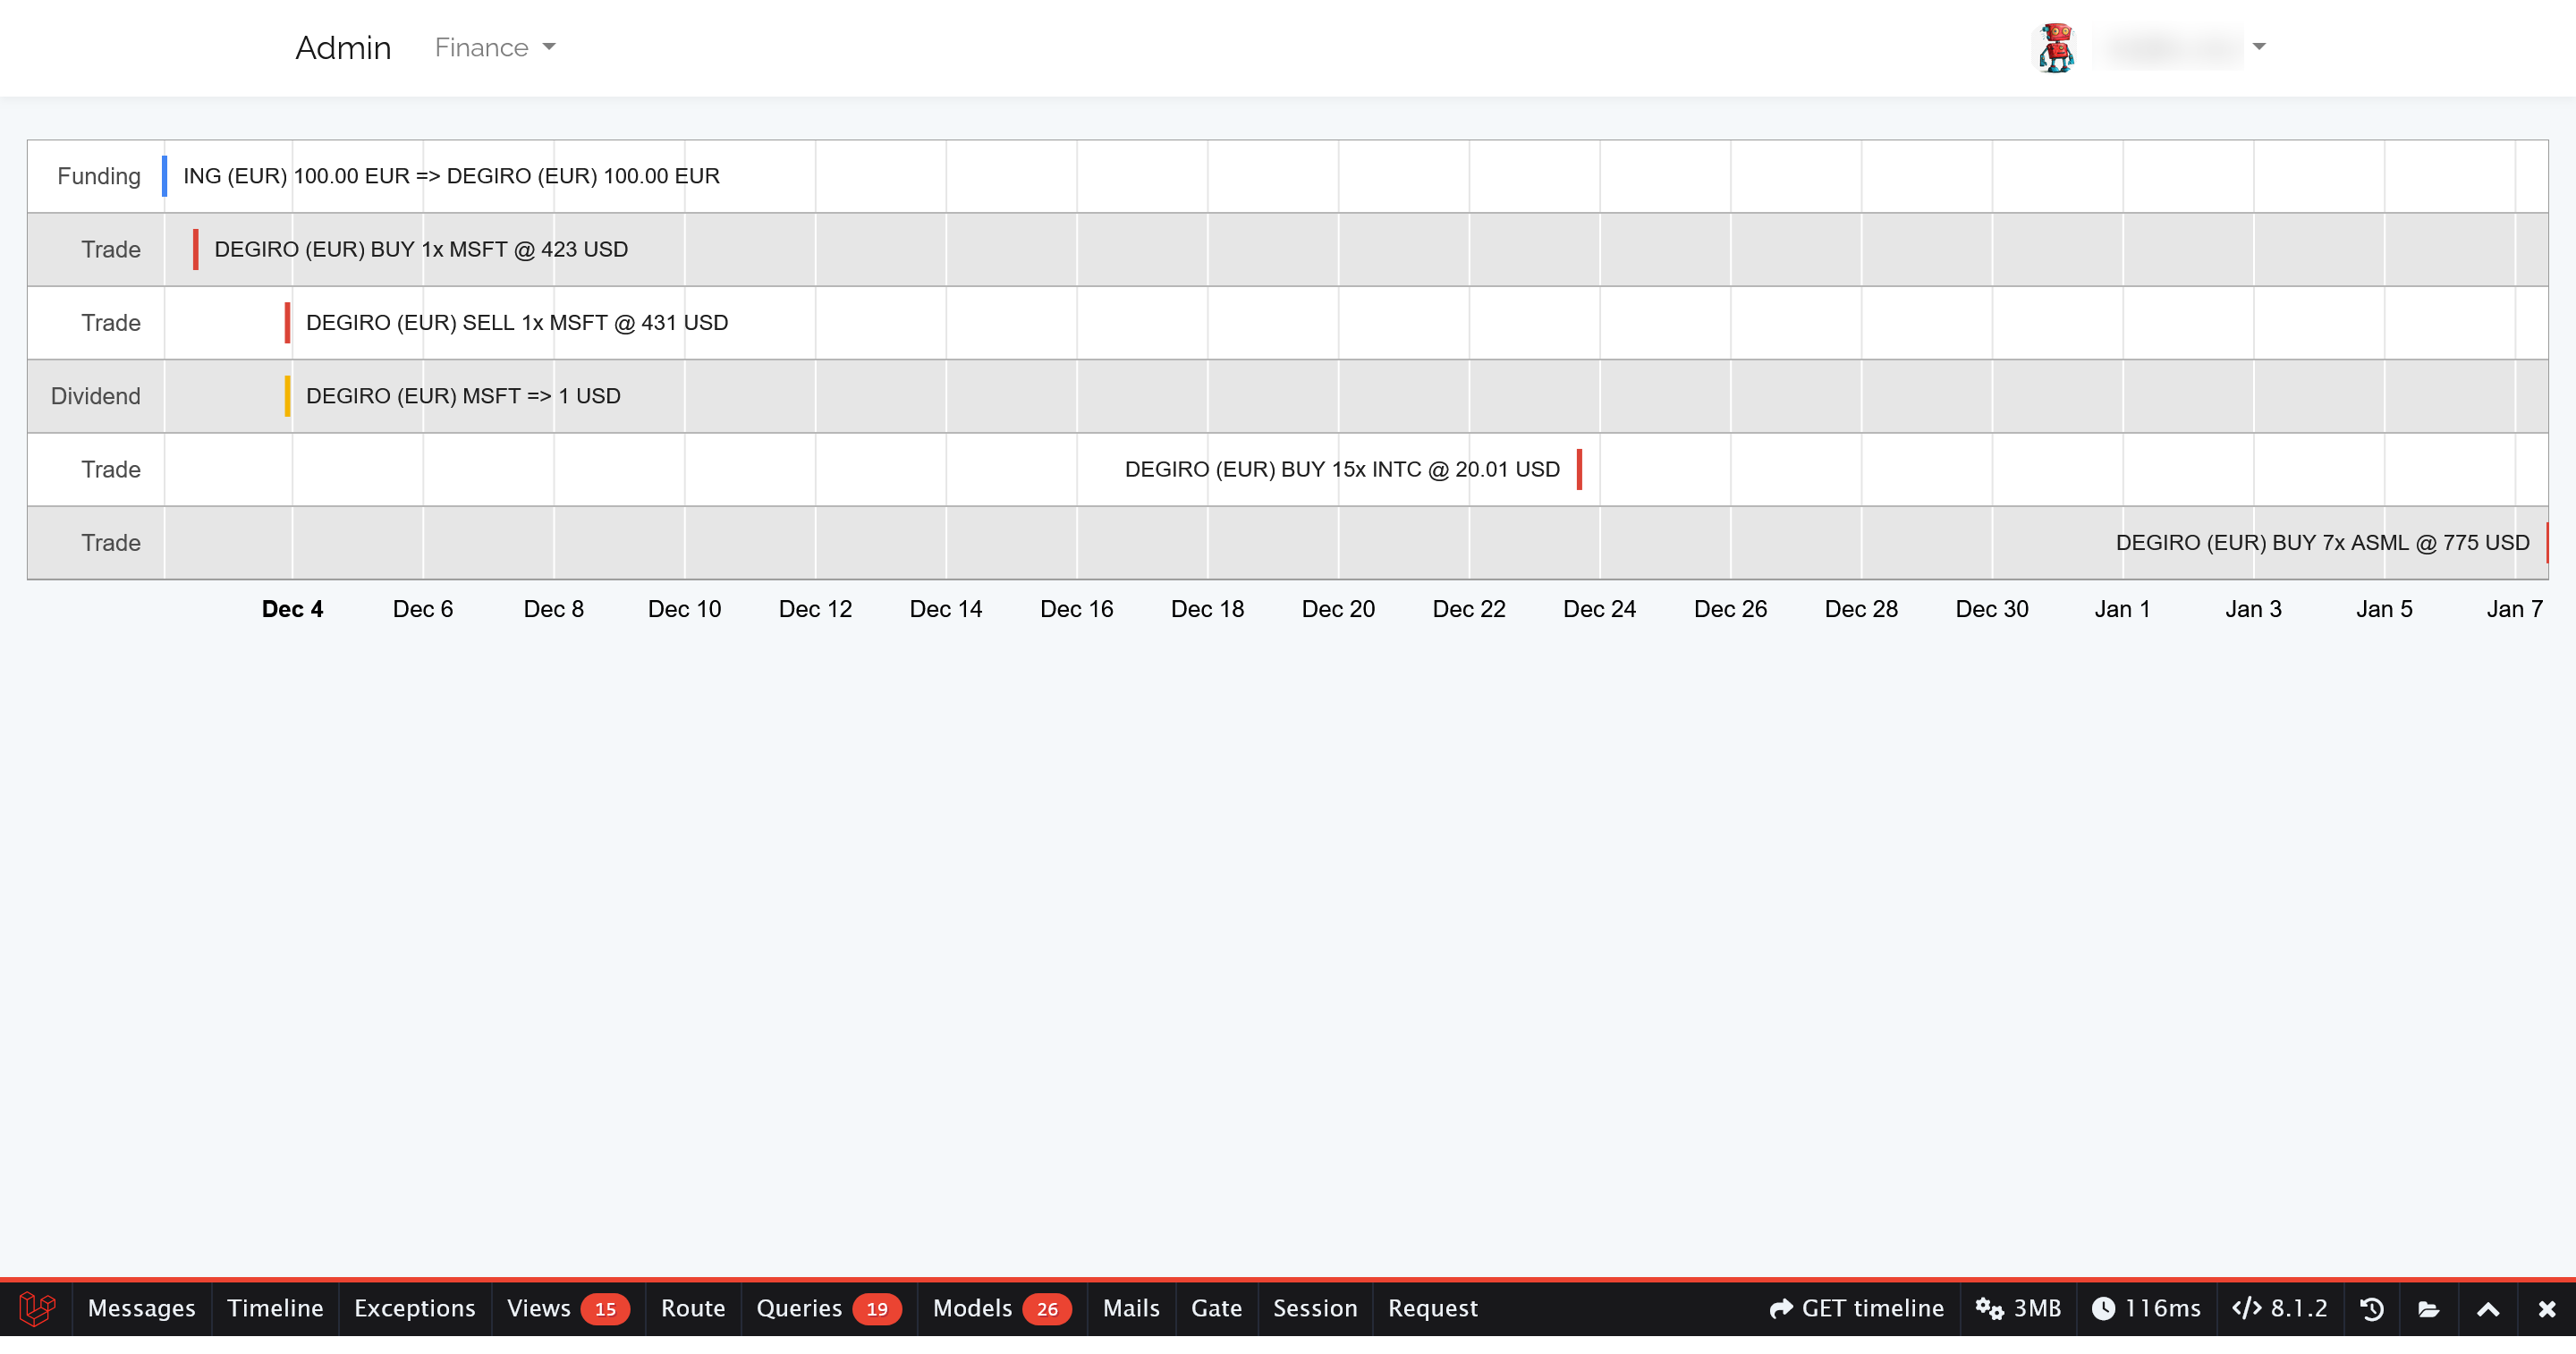 Admin Finance
Funding ING (EUR) 100.00 EUR => DEGIRO (EUR) 100.00 EUR
Trade DEGIRO (EUR) BUY 1x MSFT @ 423 USD
Trade DEGIRO (EUR) SELL 1x MSFT @ 431 USD
Dividend DEGIRO (EUR) MSFT => 1 USD
Trade DEGIRO (EUR) BUY 15x INTC @ 20.01 USD
Trade DEGIRO (EUR) BUY 7x ASML @ 775 USD
Dec 4 Dec 6 Dec 8 Dec 10 Dec 12 Dec 14 Dec 16 Dec 18 Dec 20 Dec 22 Dec 24 Dec 26 Dec 28 Dec 30 Jan 1 Jan 3 Jan 5 Jan 7
Messages Timeline Exceptions Views 15 Route Queries 19 Models 26 Mails Gate Session Request GET timeline 3MB 116ms </> 8.1.2